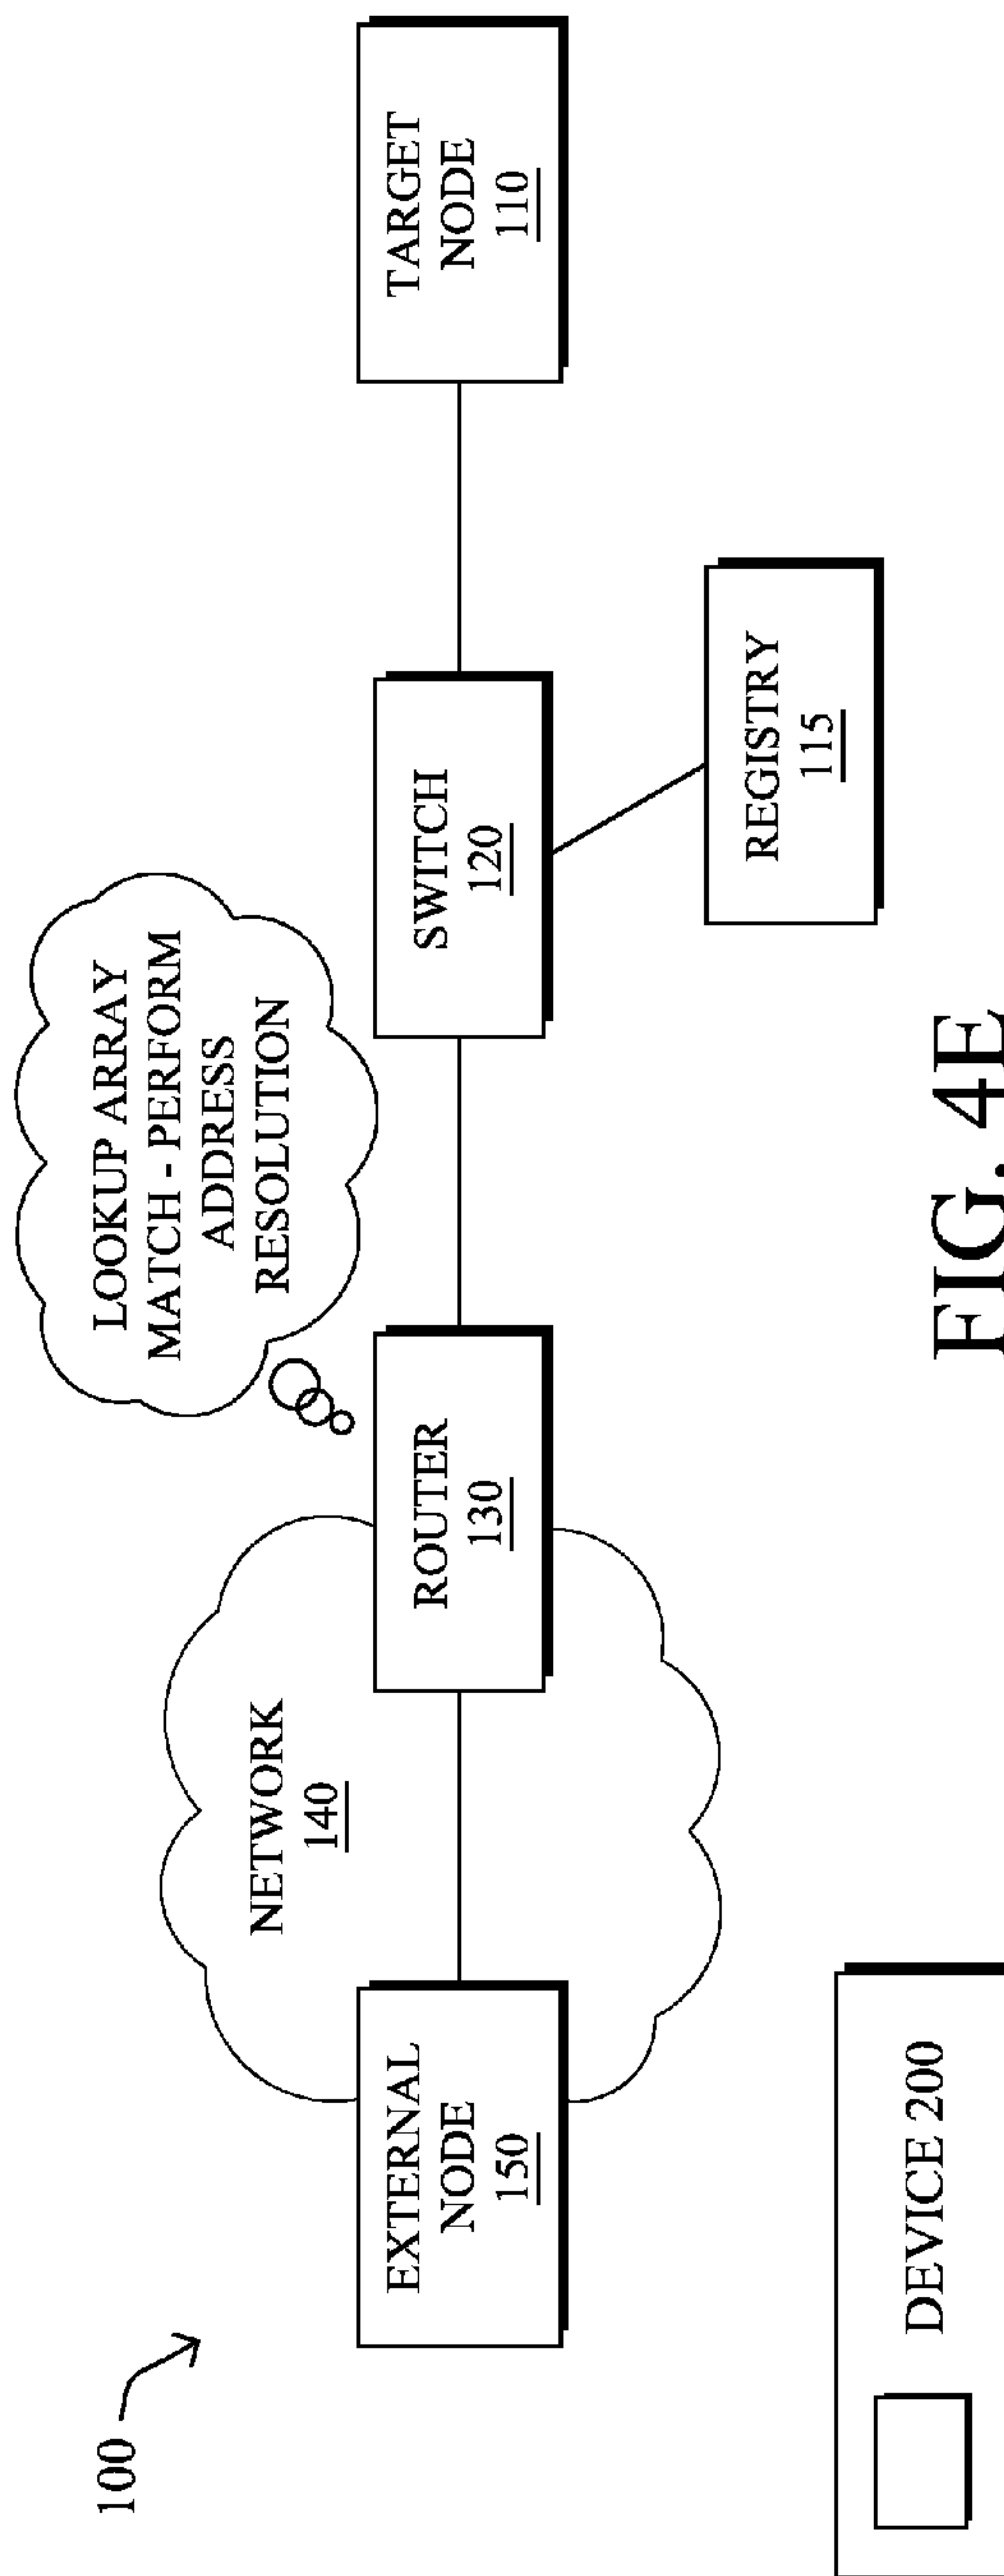 100
NETWORK
140
EXTERNAL
NODE
150
ROUTER
130
LOOKUP ARRAY
MATCH - PERFORM
ADDRESS
RESOLUTION
SWITCH
120
TARGET
NODE
110
REGISTRY
115
DEVICE 200
FIG. 4E